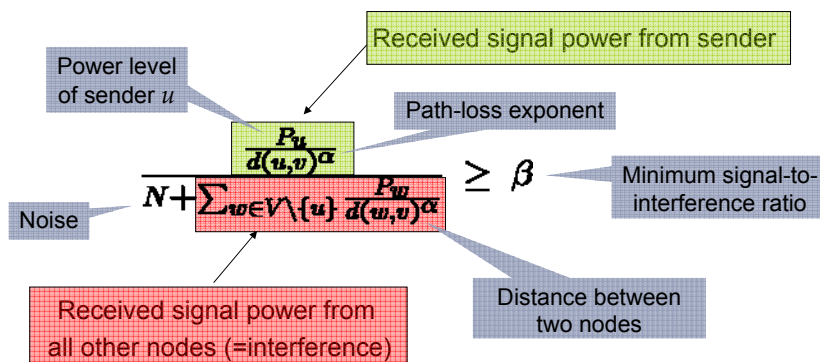 Received signal power from sender
Power level
of sender u
Path-loss exponent
P_u
d(u,v)^α
N+∑_{w∈V\{u}} P_w
d(w,v)^α
≥ β
Minimum signal-to-
interference ratio
Noise
Received signal power from
all other nodes (=interference)
Distance between
two nodes